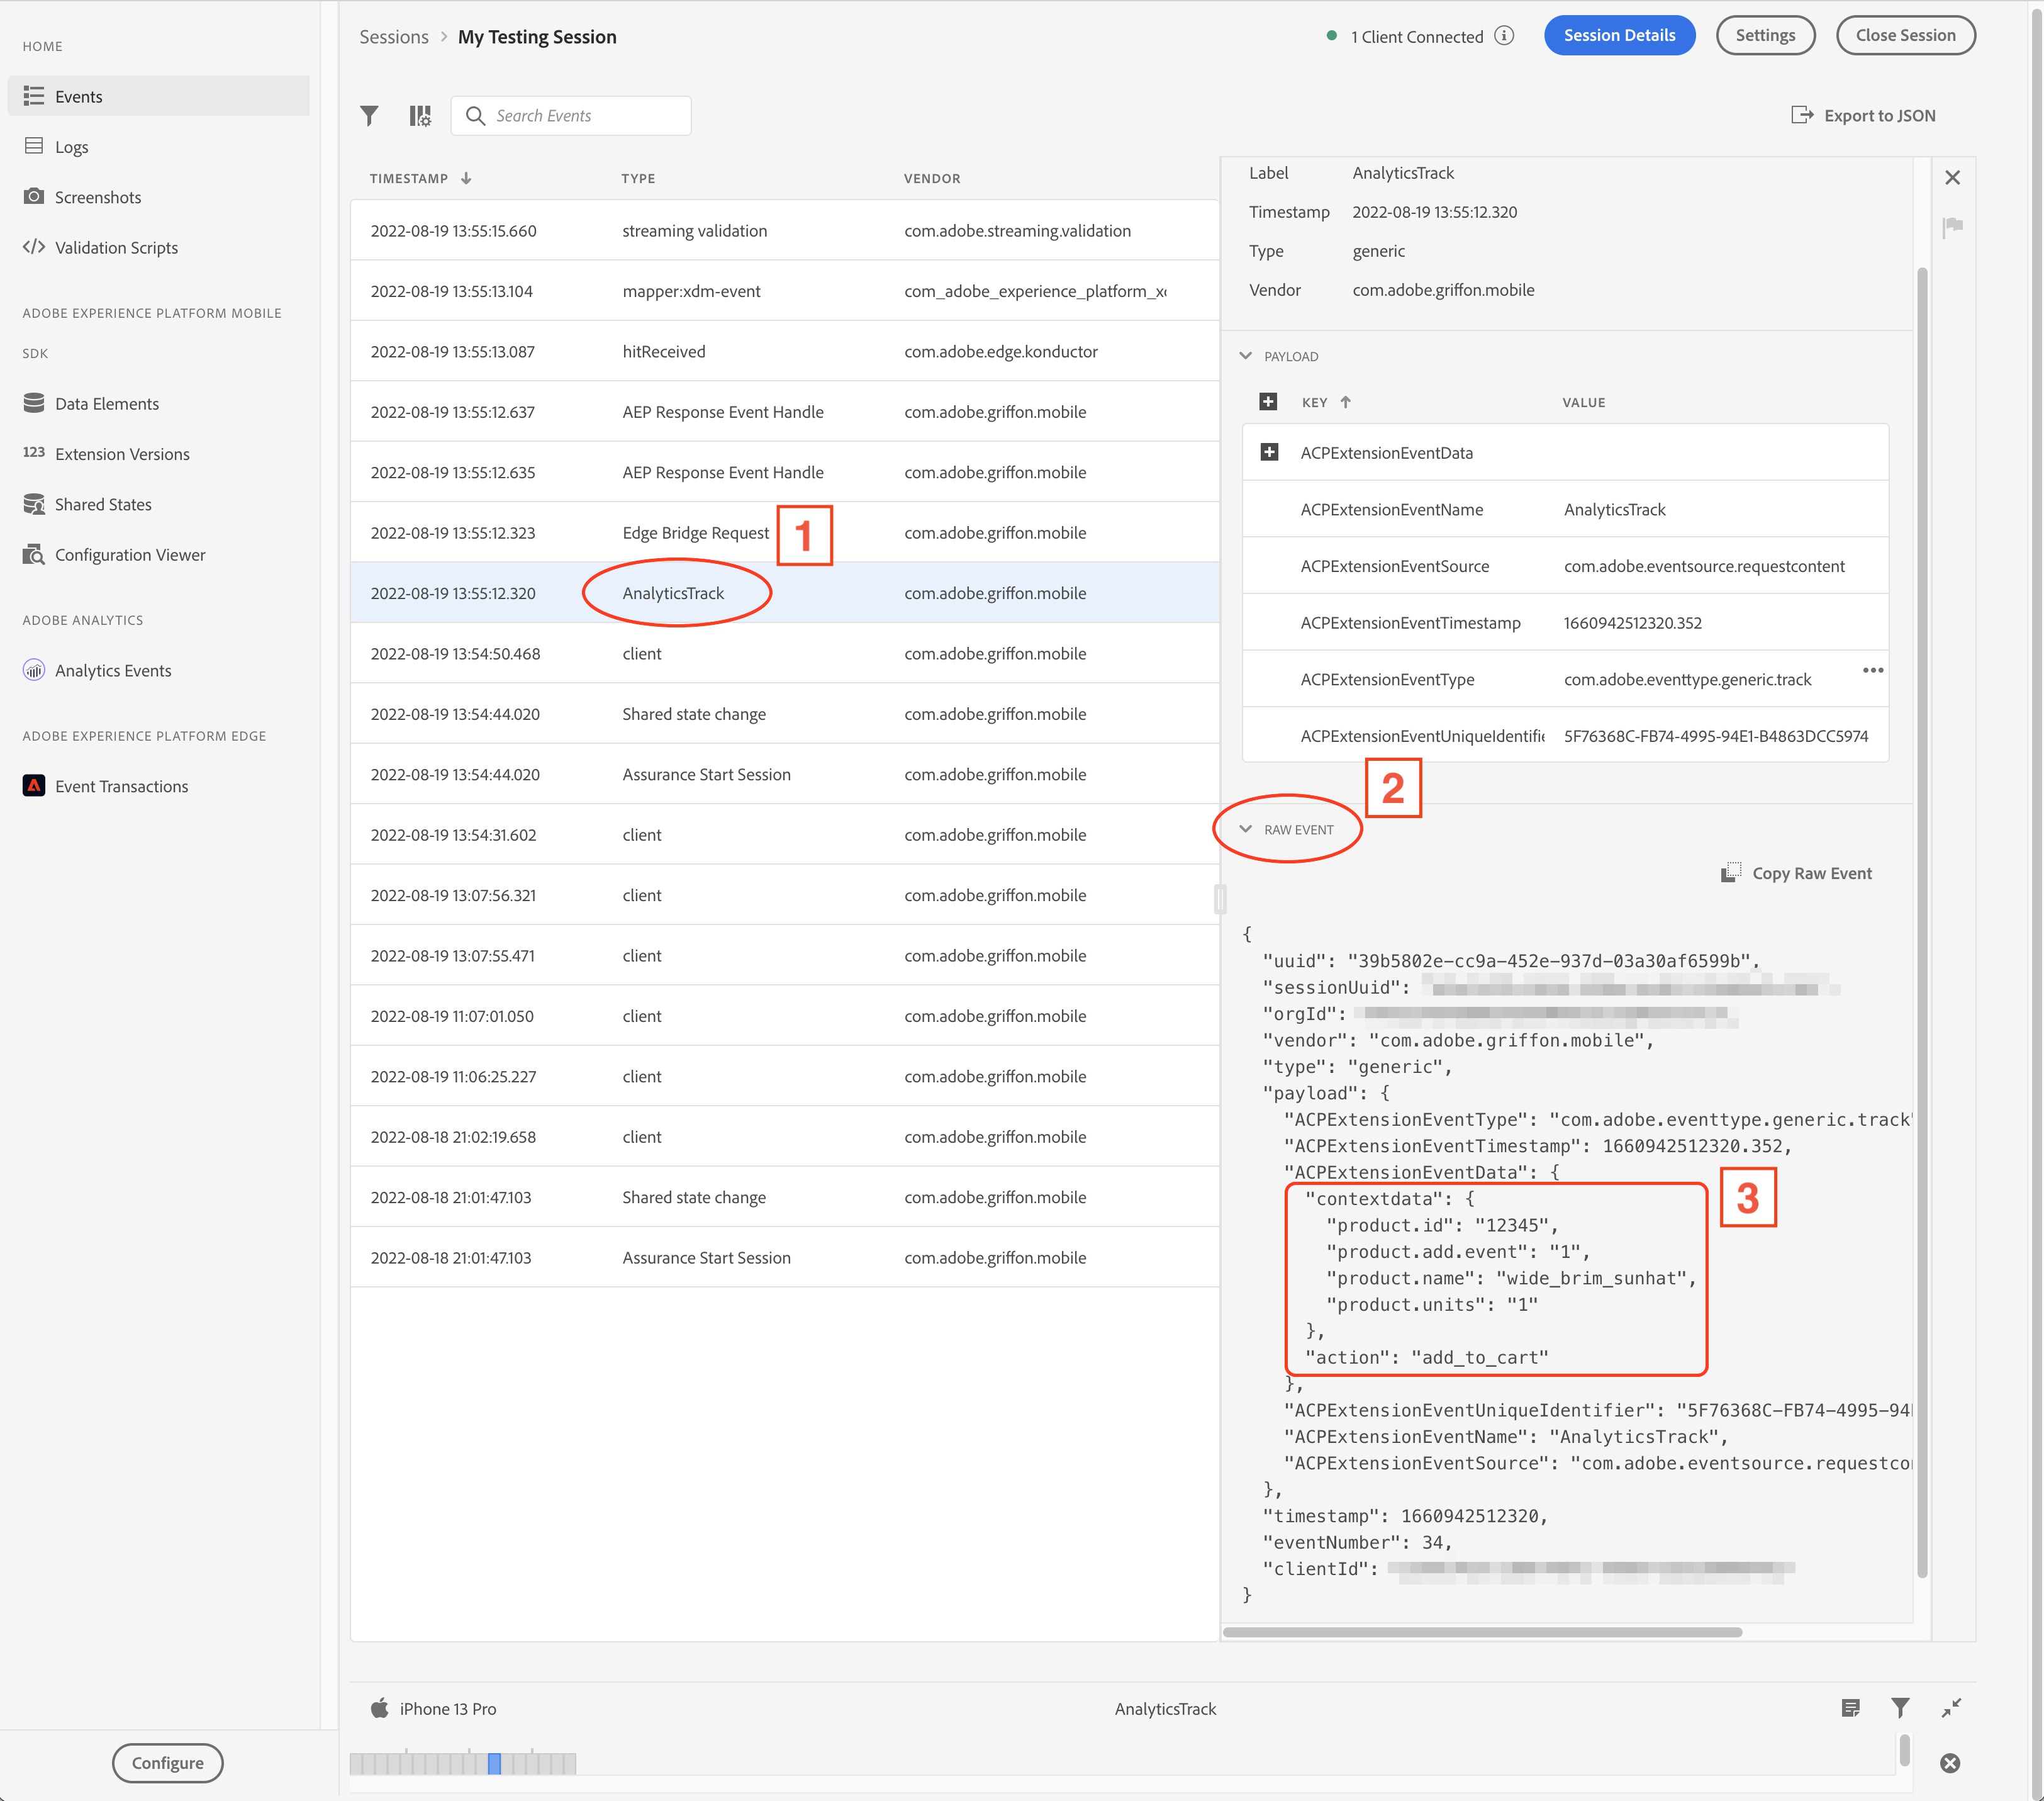 HOME
Events
Logs
Screenshots
Validation Scripts
ADOBE EXPERIENCE PLATFORM MOBILE
SDK
Data Elements
123 Extension Versions
Shared States
Configuration Viewer
ADOBE ANALYTICS
Analytics Events
ADOBE EXPERIENCE PLATFORM EDGE
Event Transactions
Configure
Sessions > My Testing Session
1 Client Connected
Session Details
Settings
Close Session
Search Events
Export to JSON
TIMESTAMP TYPE VENDOR
2022-08-19 13:55:15.660 streaming validation com.adobe.streaming.validation
2022-08-19 13:55:13.104 mapper:xdm-event com_adobe_experience_platform_x
2022-08-19 13:55:13.087 hitReceived com.adobe.edge.konductor
2022-08-19 13:55:12.637 AEP Response Event Handle com.adobe.griffon.mobile
2022-08-19 13:55:12.635 AEP Response Event Handle com.adobe.griffon.mobile
2022-08-19 13:55:12.323 Edge Bridge Request com.adobe.griffon.mobile
1
2022-08-19 13:55:12.320 AnalyticsTrack com.adobe.griffon.mobile
2022-08-19 13:54:50.468 client com.adobe.griffon.mobile
2022-08-19 13:54:44.020 Shared state change com.adobe.griffon.mobile
2022-08-19 13:54:44.020 Assurance Start Session com.adobe.griffon.mobile
2022-08-19 13:54:31.602 client com.adobe.griffon.mobile
2022-08-19 13:07:56.321 client com.adobe.griffon.mobile
2022-08-19 13:07:55.471 client com.adobe.griffon.mobile
2022-08-19 11:07:01.050 client com.adobe.griffon.mobile
2022-08-19 11:06:25.227 client com.adobe.griffon.mobile
2022-08-18 21:02:19.658 client com.adobe.griffon.mobile
2022-08-18 21:01:47.103 Shared state change com.adobe.griffon.mobile
2022-08-18 21:01:47.103 Assurance Start Session com.adobe.griffon.mobile
Label AnalyticsTrack
Timestamp 2022-08-19 13:55:12.320
Type generic
Vendor com.adobe.griffon.mobile
PAYLOAD
KEY VALUE
ACPExtensionEventData
ACPExtensionEventName AnalyticsTrack
ACPExtensionEventSource com.adobe.eventsource.requestcontent
ACPExtensionEventTimestamp 1660942512320.352
ACPExtensionEventType com.adobe.eventtype.generic.track
ACPExtensionEventUniqueIdentifie 5F76368C-FB74-4995-94E1-B4863DCC5974
2
RAW EVENT
Copy Raw Event
{
"uuid": "39b5802e-cc9a-452e-937d-03a30af6599b",
"sessionUuid":
"orgId":
"vendor": "com.adobe.griffon.mobile",
"type": "generic",
"payload": {
"ACPExtensionEventType": "com.adobe.eventtype.generic.track"
"ACPExtensionEventTimestamp": 1660942512320.352,
"ACPExtensionEventData": {
3
"contextdata": {
"product.id": "12345",
"product.add.event": "1",
"product.name": "wide_brim_sunhat",
"product.units": "1"
},
"action": "add_to_cart"
},
"ACPExtensionEventUniqueIdentifier": "5F76368C-FB74-4995-94
"ACPExtensionEventName": "AnalyticsTrack",
"ACPExtensionEventSource": "com.adobe.eventsource.requestco
},
"timestamp": 1660942512320,
"eventNumber": 34,
"clientId":
}
iPhone 13 Pro
AnalyticsTrack